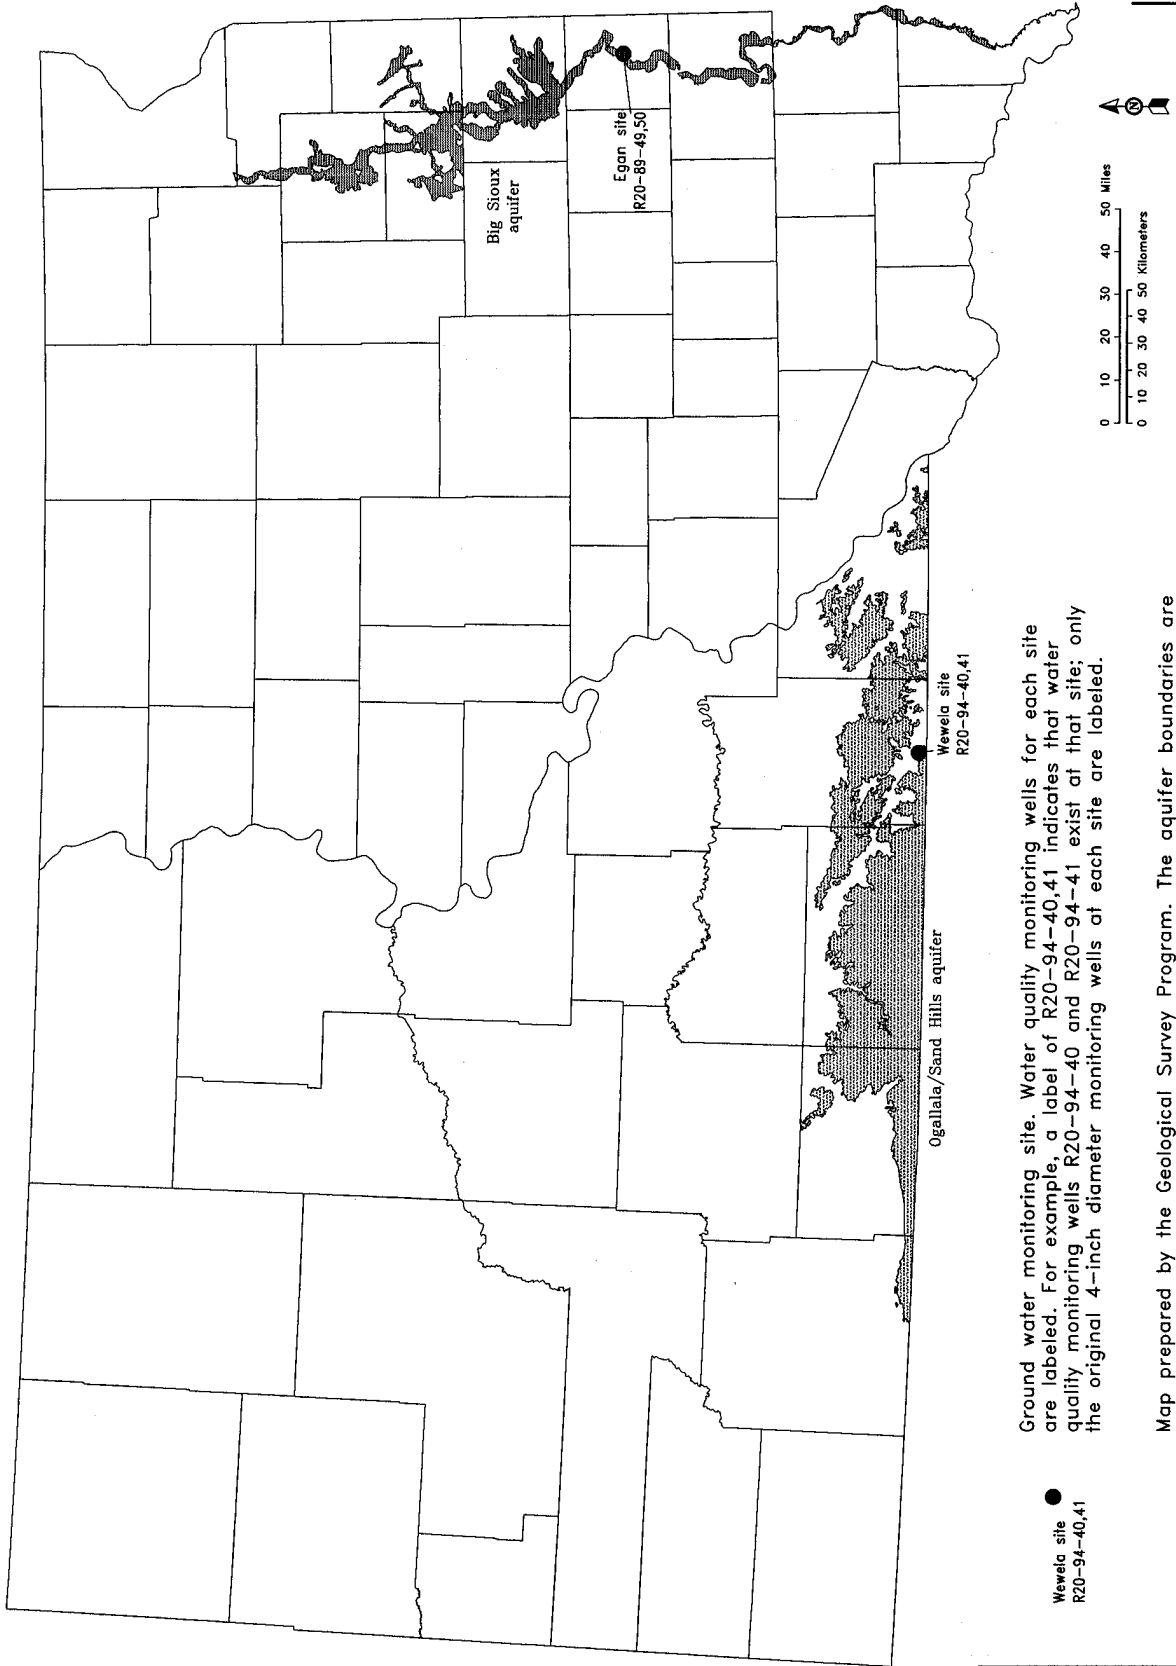 Big Sioux
aquifer
Egan site
R20-89-49,50
Ogallala/Sand Hills aquifer
Wewela site
R20-94-40,41
Wewela site
R20-94-40,41
Ground water monitoring site. Water quality monitoring wells for each site
are labeled. For example, a label of R20-94-40,41 indicates that water
quality monitoring wells R20-94-40 and R20-94-41 exist at that site; only
the original 4-inch diameter monitoring wells at each site are labeled.
0 10 20 30 40 50 Miles
0 10 20 30 40 50 Kilometers
N
Map prepared by the Geological Survey Program. The aquifer boundaries are